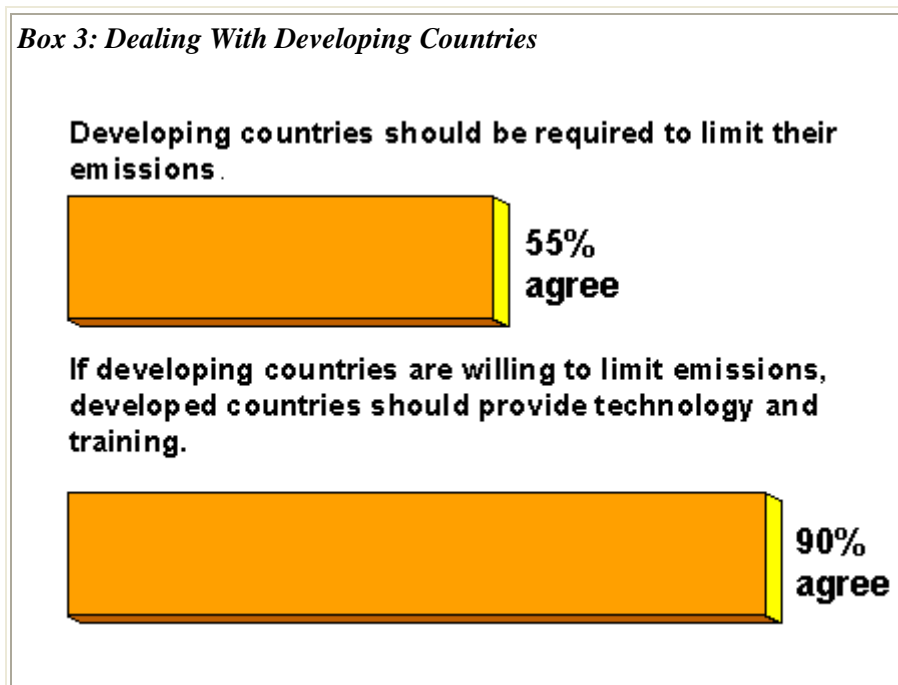 Box 3: Dealing With Developing Countries
Developing countries should be required to limit their
emissions.
55%
agree
If developing countries are willing to limit emissions,
developed countries should provide technology and
training.
90%
agree